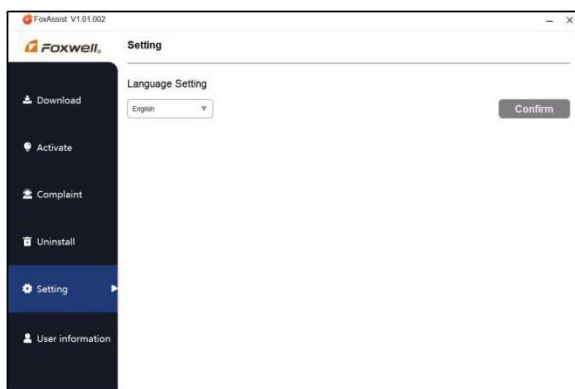 FoxAssist V1.01.002
FOXWELL®
Setting
Language Setting
English
Confirm
Download
Activate
Complaint
Uninstall
Setting
User information